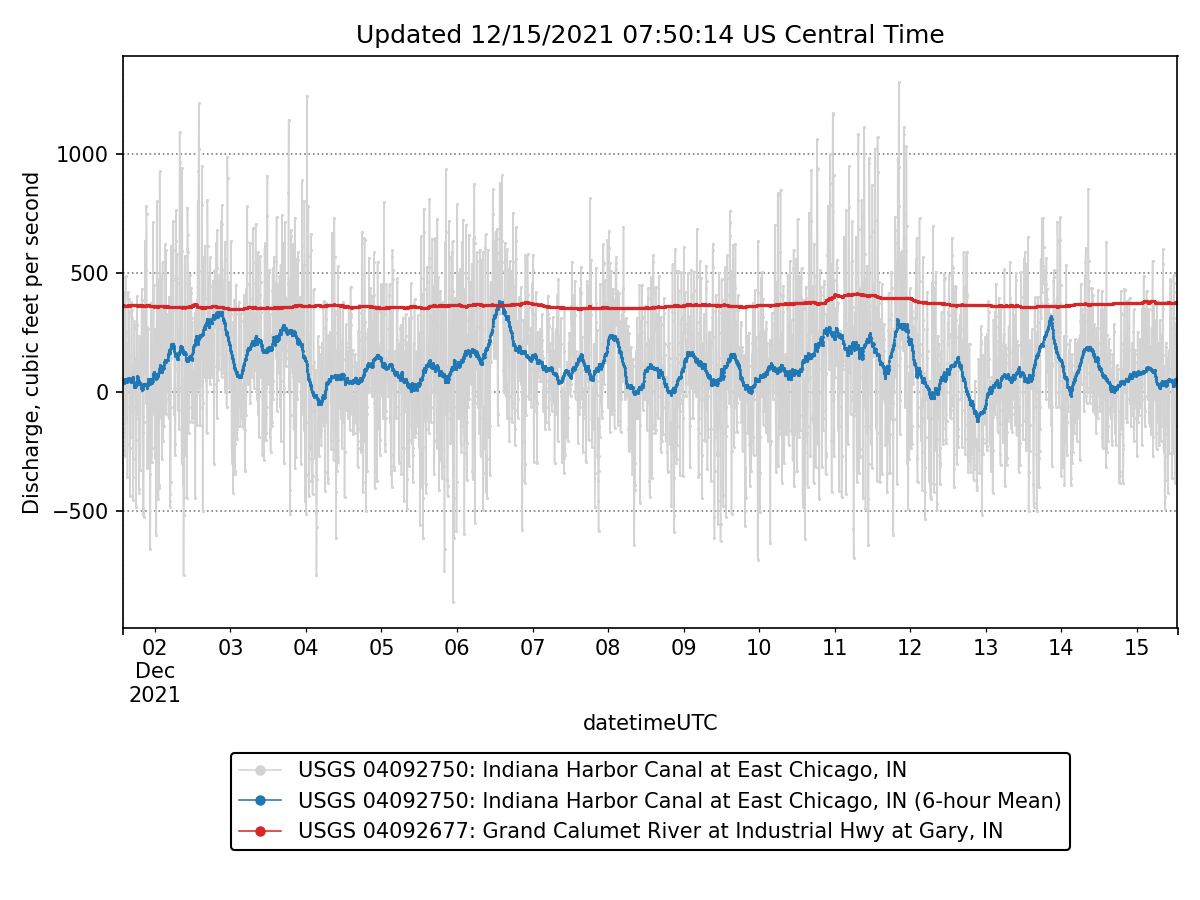 Updated 12/15/2021 07:50:14 US Central Time
Discharge, cubic feet per second
1000
500
0
−500
02 03 04 05 06 07 08 09 10 11 12 13 14 15
Dec
2021
datetimeUTC
USGS 04092750: Indiana Harbor Canal at East Chicago, IN
USGS 04092750: Indiana Harbor Canal at East Chicago, IN (6-hour Mean)
USGS 04092677: Grand Calumet River at Industrial Hwy at Gary, IN